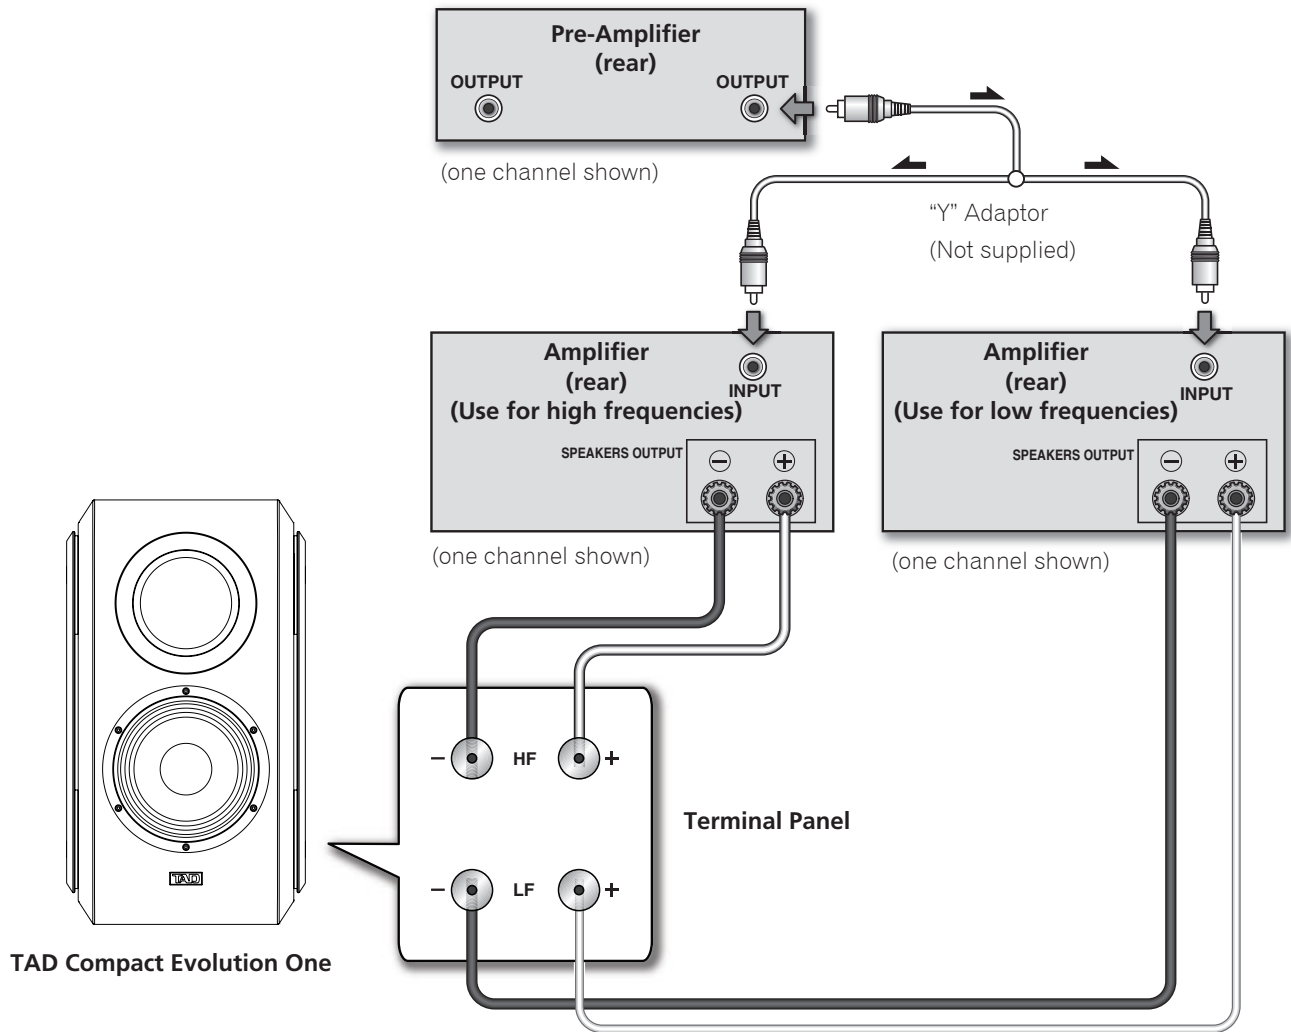 Pre-Amplifier
(rear)
OUTPUT
OUTPUT
(one channel shown)
“Y” Adaptor
(Not supplied)
Amplifier
(rear)
(Use for high frequencies)
INPUT
SPEAKERS OUTPUT
− +
(one channel shown)
Amplifier
(rear)
(Use for low frequencies)
INPUT
SPEAKERS OUTPUT
− +
(one channel shown)
− HF +
Terminal Panel
− LF +
TAD
TAD Compact Evolution One